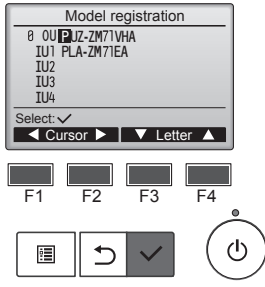 Model registration
0 OU PUZ-ZM71VHA
IU1 PLA-ZM71EA
IU2
IU3
IU4
Select:✓
◀ Cursor ▶ ▼ Letter ▲
F1 F2 F3 F4